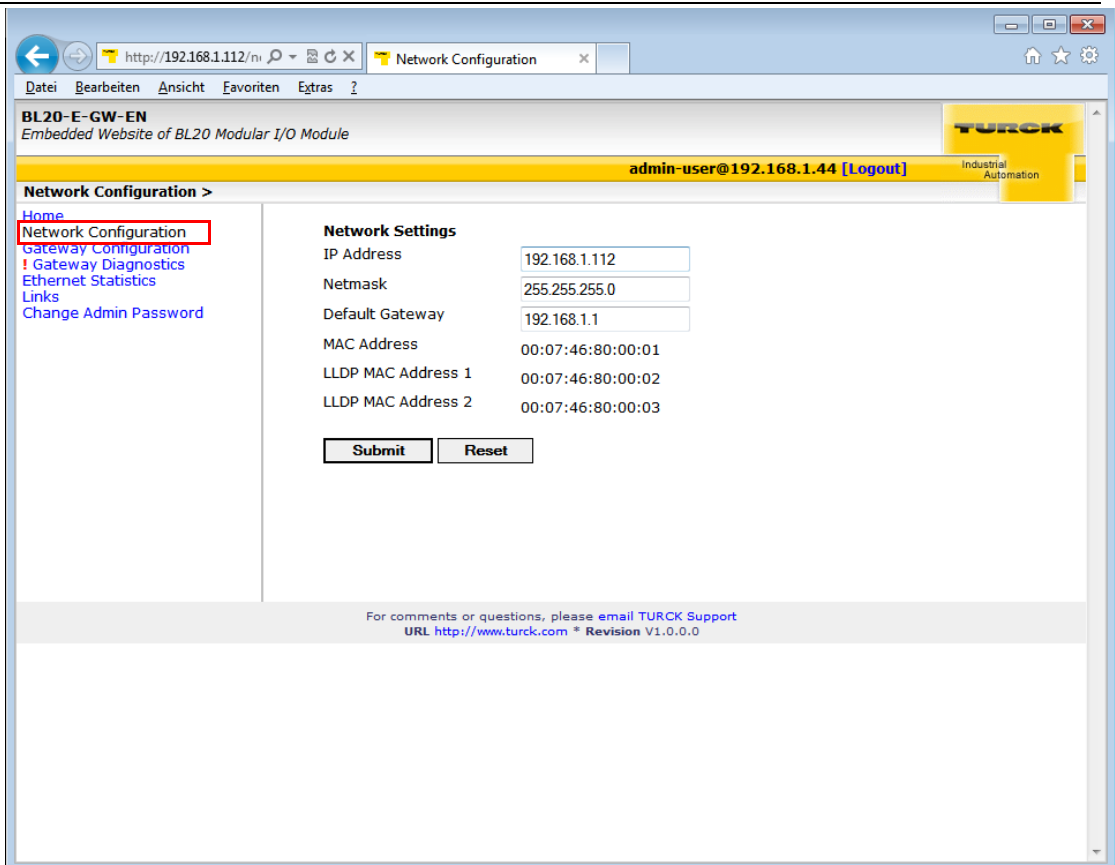 http://192.168.1.112/n
Network Configuration
Datei Bearbeiten Ansicht Favoriten Extras ?
BL20-E-GW-EN
Embedded Website of BL20 Modular I/O Module
TURCK
Industrial
Automation
admin-user@192.168.1.44 [Logout]
Network Configuration >
Home
Network Configuration
Gateway Configuration
! Gateway Diagnostics
Ethernet Statistics
Links
Change Admin Password
Network Settings
IP Address 192.168.1.112
Netmask 255.255.255.0
Default Gateway 192.168.1.1
MAC Address 00:07:46:80:00:01
LLDP MAC Address 1 00:07:46:80:00:02
LLDP MAC Address 2 00:07:46:80:00:03
Submit Reset
For comments or questions, please email TURCK Support
URL http://www.turck.com * Revision V1.0.0.0